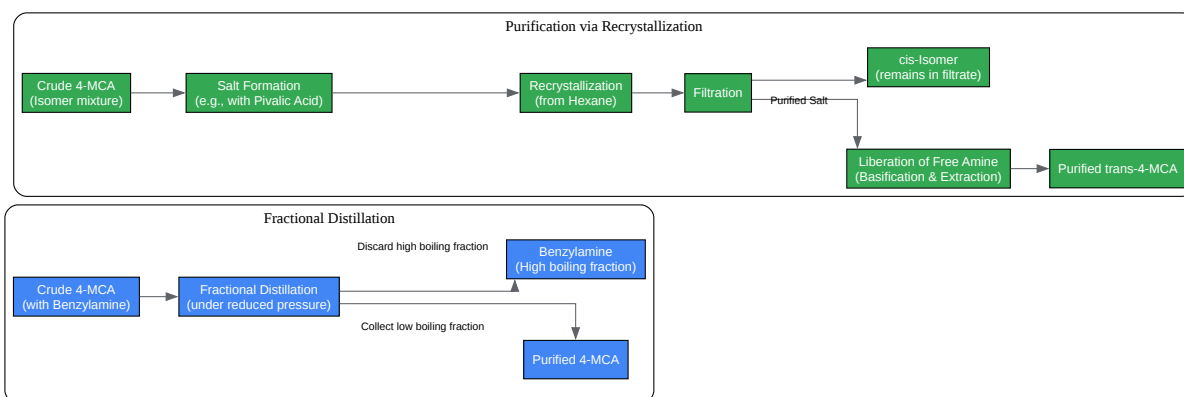 Purification via Recrystallization
Crude 4-MCA
(Isomer mixture)
Salt Formation
(e.g., with Pivalic Acid)
Recrystallization
(from Hexane)
Filtration
cis-Isomer
(remains in filtrate)
Purified Salt
Liberation of Free Amine
(Basification & Extraction)
Purified trans-4-MCA
Fractional Distillation
Crude 4-MCA
(with Benzylamine)
Fractional Distillation
(under reduced pressure)
Discard high boiling fraction
Benzylamine
(High boiling fraction)
Collect low boiling fraction
Purified 4-MCA